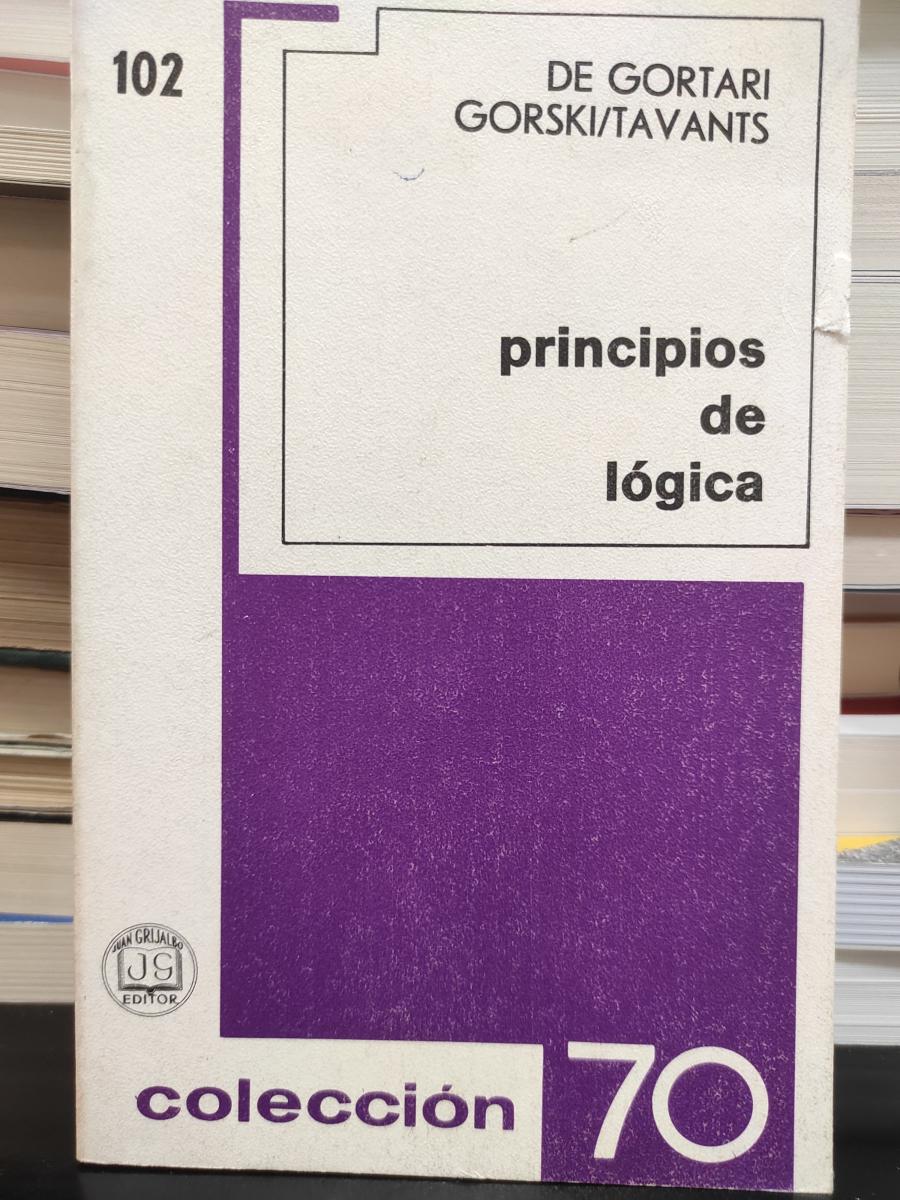 102
DE GORTARI
GORSKI/TAVANTS
principios
de
lógica
JUAN GRIJALBO
JG
EDITOR
colección 70